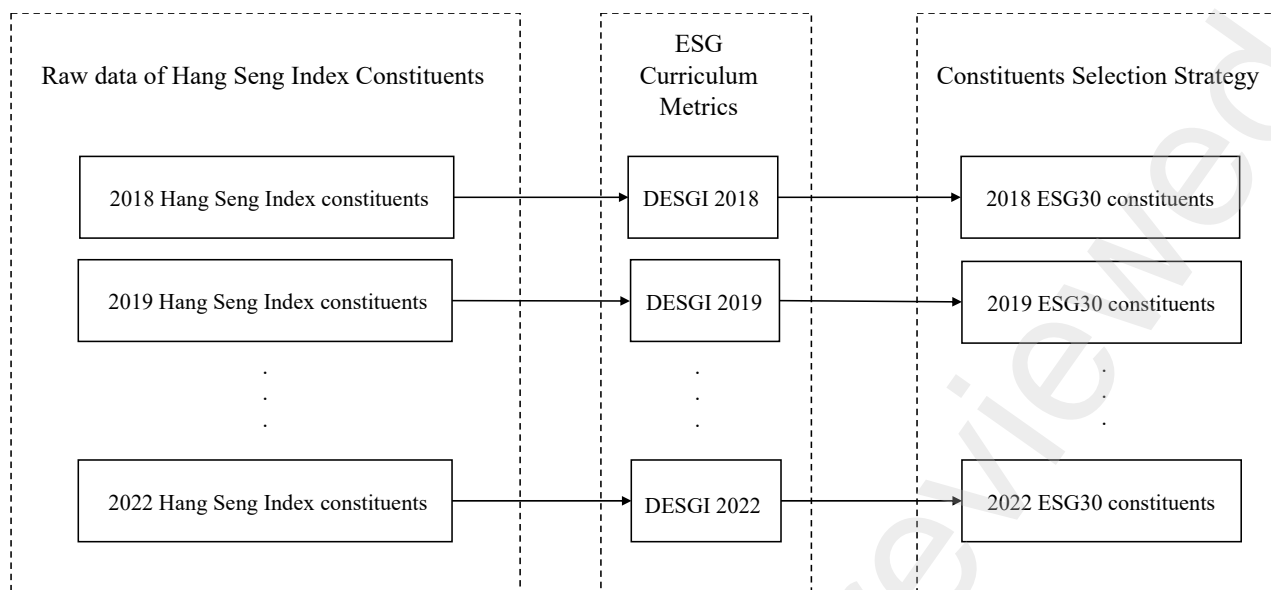 Raw data of Hang Seng Index Constituents
ESG
Curriculum
Metrics
Constituents Selection Strategy
2018 Hang Seng Index constituents
DESGI 2018
2018 ESG30 constituents
2019 Hang Seng Index constituents
DESGI 2019
2019 ESG30 constituents
2022 Hang Seng Index constituents
DESGI 2022
2022 ESG30 constituents
reviewed